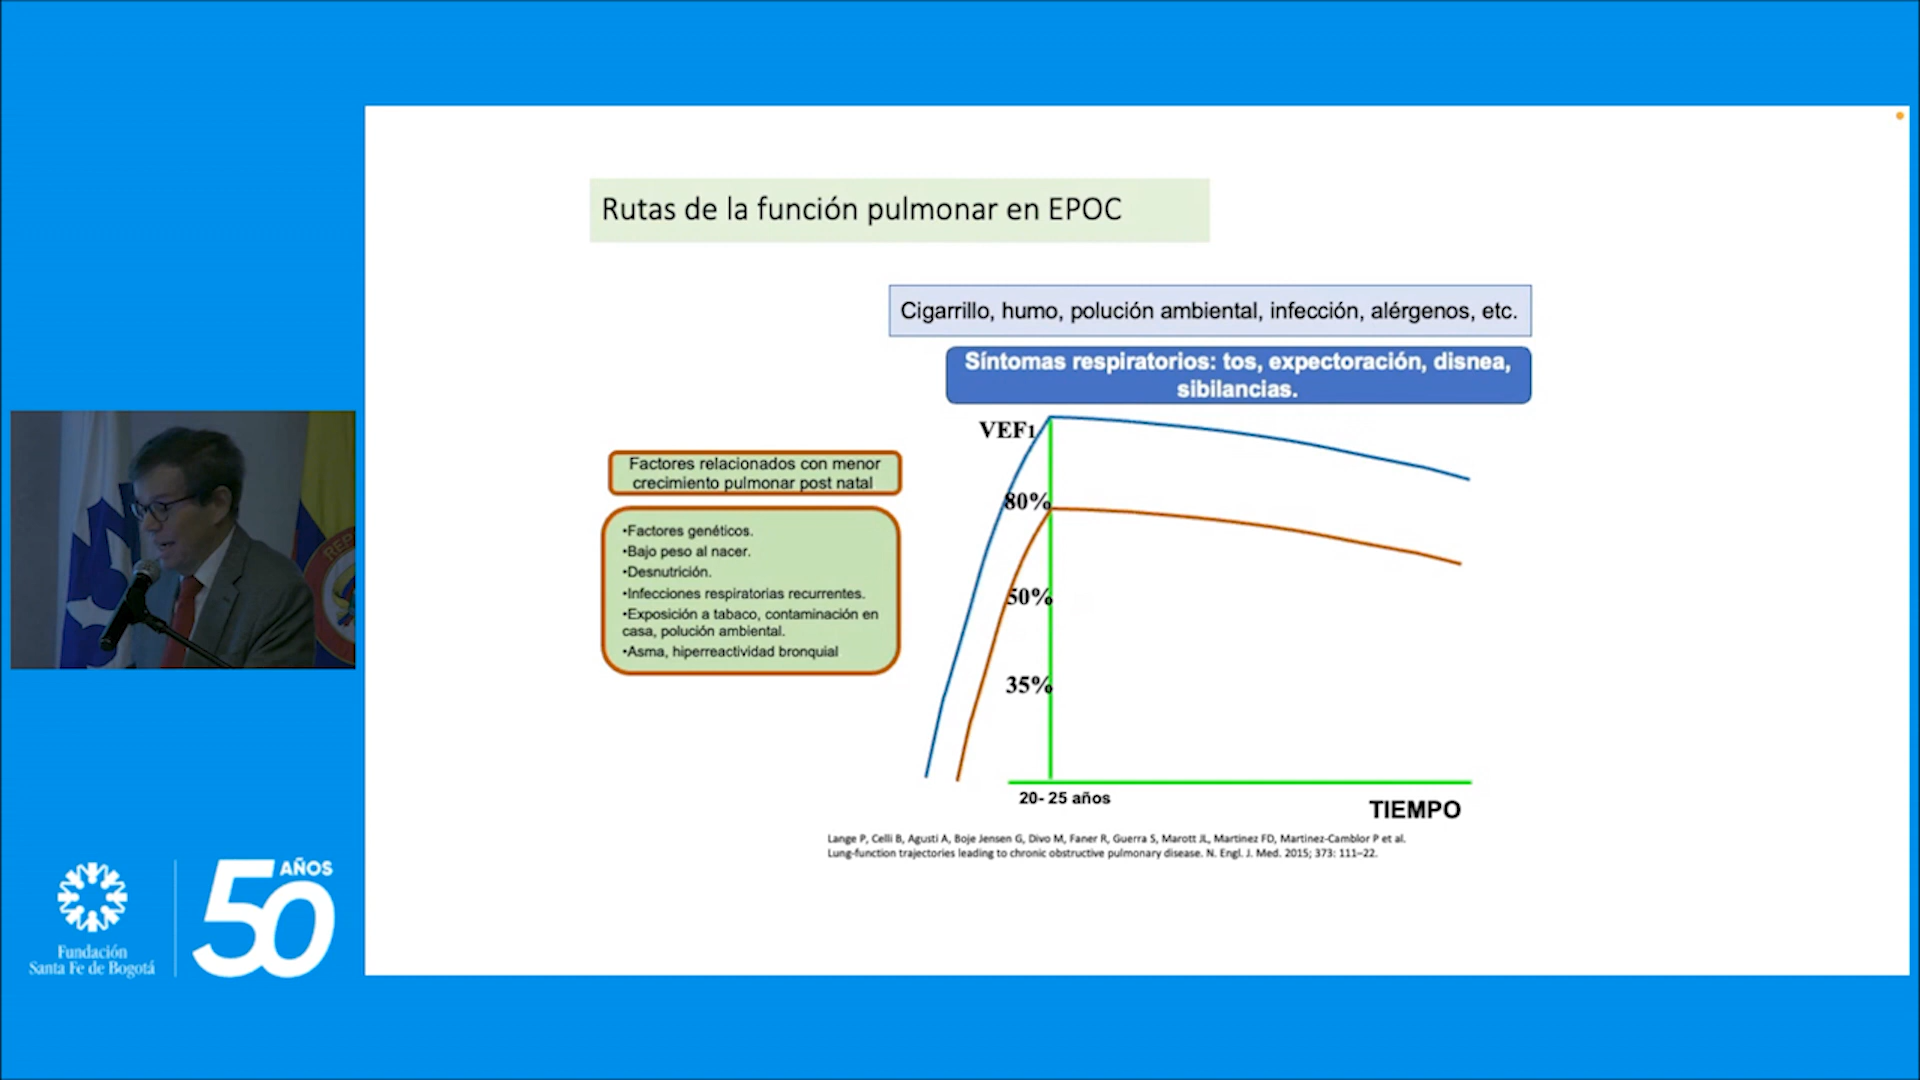 Rutas de la función pulmonar en EPOC
Cigarrillo, humo, polución ambiental, infección, alérgenos, etc.
Síntomas respiratorios: tos, expectoración, disnea,
sibilancias.
VEF1
Factores relacionados con menor
crecimiento pulmonar post natal
80%
•Factores genéticos.
•Bajo peso al nacer.
•Desnutrición.
•Infecciones respiratorias recurrentes.
•Exposición a tabaco, contaminación en
casa, polución ambiental.
•Asma, hiperreactividad bronquial
50%
35%
20- 25 años
TIEMPO
Lange P, Celli B, Agustí A, Boje Jensen G, Divo M, Faner R, Guerra S, Marott JL, Martinez FD, Martinez-Camblor P et al.
Lung-function trajectories leading to chronic obstructive pulmonary disease. N. Engl. J. Med. 2015; 373: 111–22.
REP
Fundación
Santa Fe de Bogotá
50 AÑOS